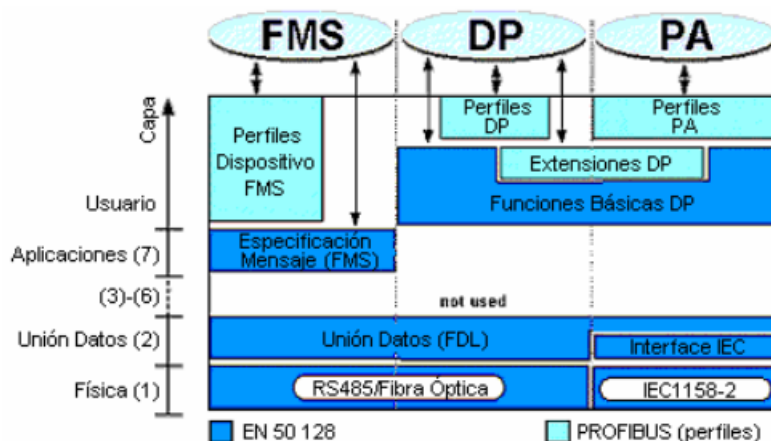 FMS
DP
PA
Capa
Perfiles
Dispositivo
FMS
Perfiles
DP
Perfiles
PA
Extensiones DP
Usuario
Funciones Básicas DP
Aplicaciones (7)
Especificación
Mensaje (FMS)
(3)-(6)
not used
Unión Datos (2)
Unión Datos (FDL)
Interface IEC
Física (1)
RS485/Fibra Óptica
IEC1158-2
EN 50 128
PROFIBUS (perfiles)